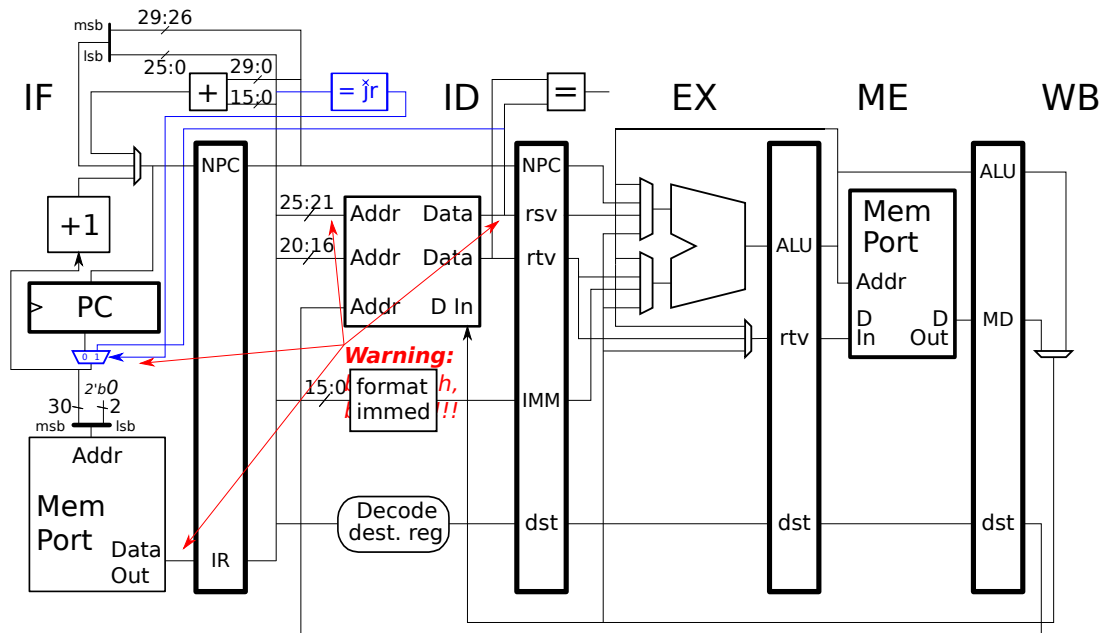 29:26
msb
lsb
25:0
29:0
15:0
+
= jr
x
=
IF
ID
EX
ME
WB
NPC
NPC
ALU
+1
25:21
Addr
Data
rsv
Mem
Port
20:16
Addr
Data
rtv
ALU
Addr
PC
Addr
D In
D
In
D
Out
MD
rtv
0 1
Warning:
2'b0
15:0
format
immed
h,
!!!
IMM
30
2
msb
lsb
Addr
Mem
Port
Data
Out
IR
Decode
dest. reg
dst
dst
dst